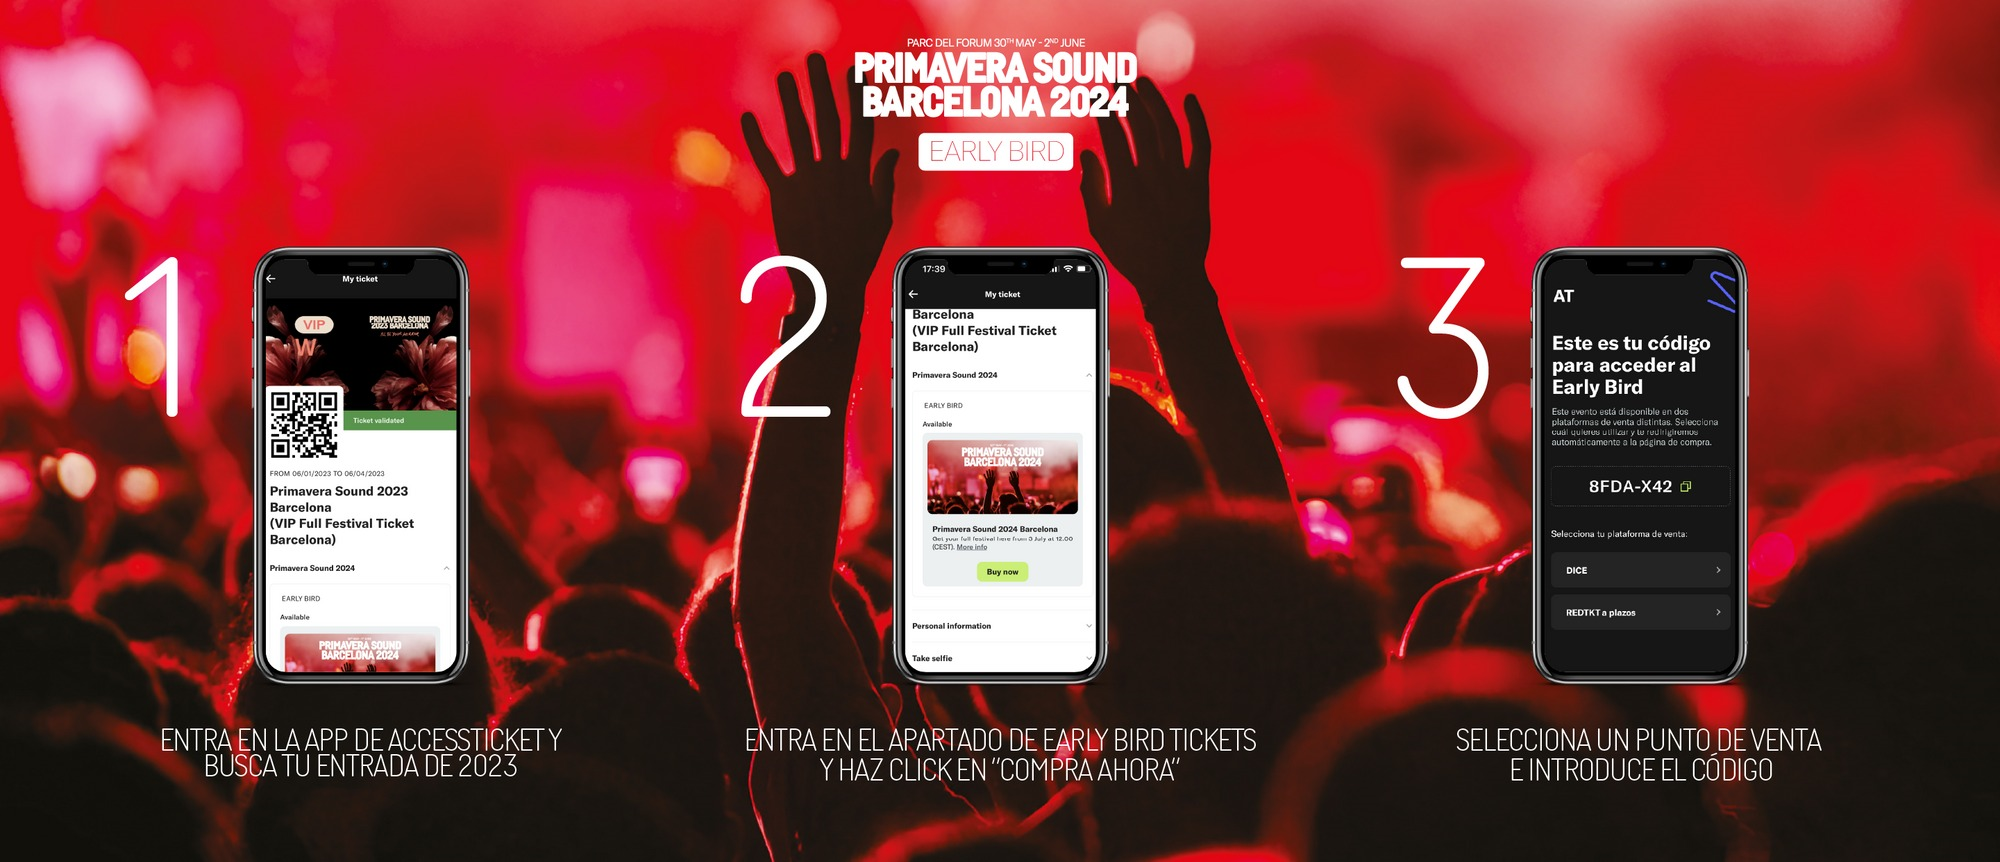 PARC DEL FORUM 30TH MAY - 2ND JUNE
PRIMAVERA SOUND
BARCELONA 2024
EARLY BIRD
1
My ticket
VIP
W
PRIMAVERA SOUND
2023 BARCELONA
Ticket validated
FROM 06/01/2023 TO 06/04/2023
Primavera Sound 2023
Barcelona
(VIP Full Festival Ticket
Barcelona)
Primavera Sound 2024
EARLY BIRD
Available
PRIMAVERA SOUND
BARCELONA 2024
ENTRA EN LA APP DE ACCESSTICKET Y
BUSCA TU ENTRADA DE 2023
2
17:39
My ticket
Barcelona
(VIP Full Festival Ticket
Barcelona)
Primavera Sound 2024
EARLY BIRD
Available
PRIMAVERA SOUND
BARCELONA 2024
Primavera Sound 2024 Barcelona
Get your full festival here from 3 July at 12.00
(CEST). More info
Buy now
Personal information
Take selfie
ENTRA EN EL APARTADO DE EARLY BIRD TICKETS
Y HAZ CLICK EN "COMPRA AHORA"
3
AT
Este es tu código
para acceder al
Early Bird
Este evento está disponible en dos
plataformas de venta distintas. Selecciona
cuál quieres utilizar y te redirigiremos
automáticamente a la página de compra.
8FDA-X42
Selecciona tu plataforma de venta:
DICE
REDTKT a plazos
SELECCIONA UN PUNTO DE VENTA
E INTRODUCE EL CÓDIGO